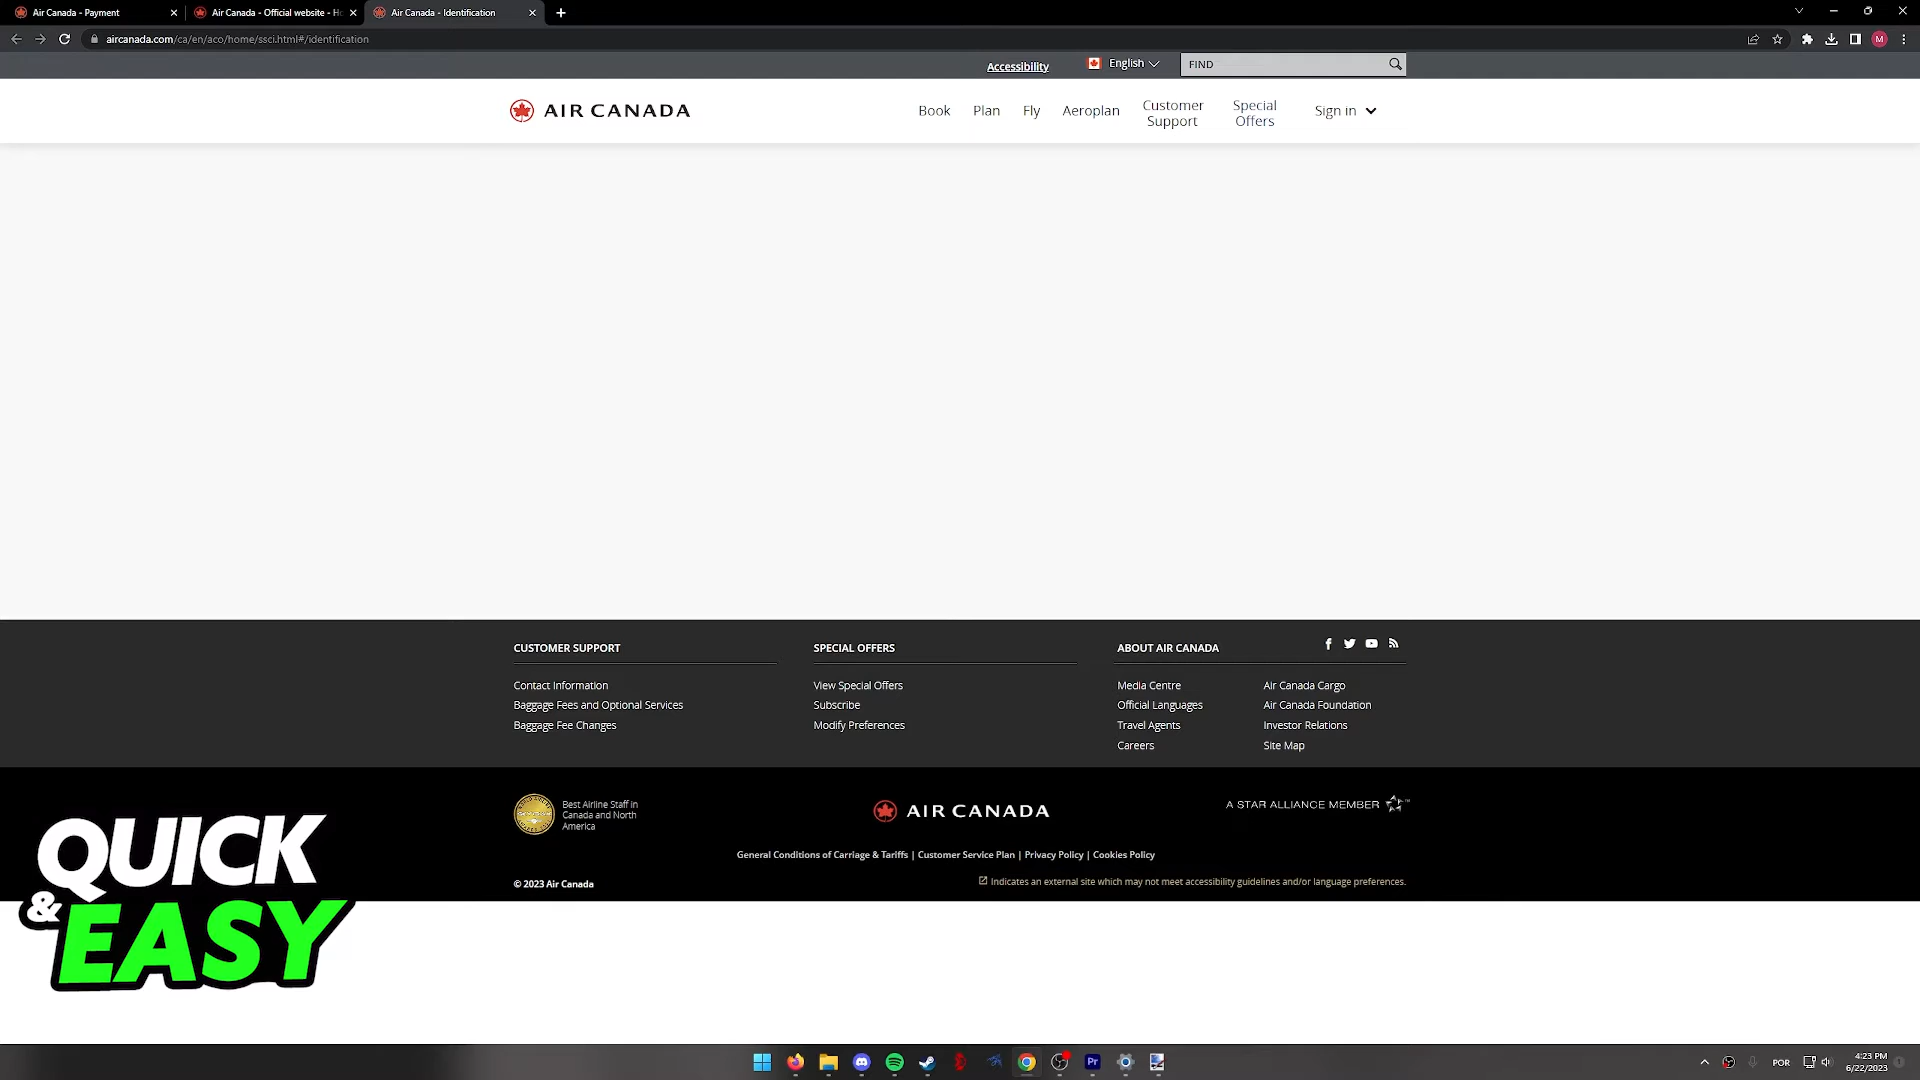 Air Canada - Payment
Air Canada - Official website - Ho
Air Canada - Identification
aircanada.com/ca/en/aco/home/ssci.html#/identification
M
Accessibility
English
FIND
AIR CANADA
Book
Plan
Fly
Aeroplan
Customer Support
Special Offers
Sign in
CUSTOMER SUPPORT
Contact Information
Baggage Fees and Optional Services
Baggage Fee Changes
SPECIAL OFFERS
View Special Offers
Subscribe
Modify Preferences
ABOUT AIR CANADA
Media Centre
Official Languages
Travel Agents
Careers
Air Canada Cargo
Air Canada Foundation
Investor Relations
Site Map
Best Airline Staff in
Canada and North
America
AIR CANADA
A STAR ALLIANCE MEMBER
General Conditions of Carriage & Tariffs | Customer Service Plan | Privacy Policy | Cookies Policy
© 2023 Air Canada
Indicates an external site which may not meet accessibility guidelines and/or language preferences.
QUICK
& EASY
Pr
POR
4:23 PM
6/22/2023